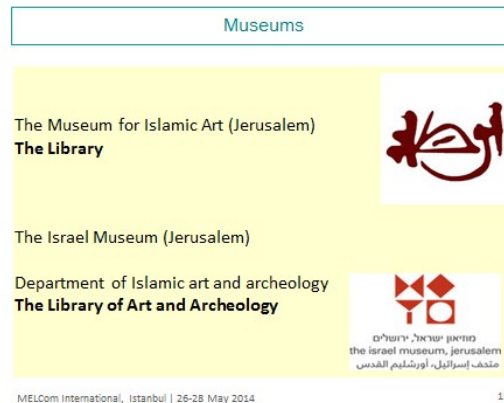 Museums
The Museum for Islamic Art (Jerusalem)
The Library
The Israel Museum (Jerusalem)
Department of Islamic art and archeology
The Library of Art and Archeology
מוזיאון ישראל, ירושלים
the israel museum, jerusalem
متحف إسرائيل، أورشليم القدس
MELCom International, Istanbul | 26-28 May 2014